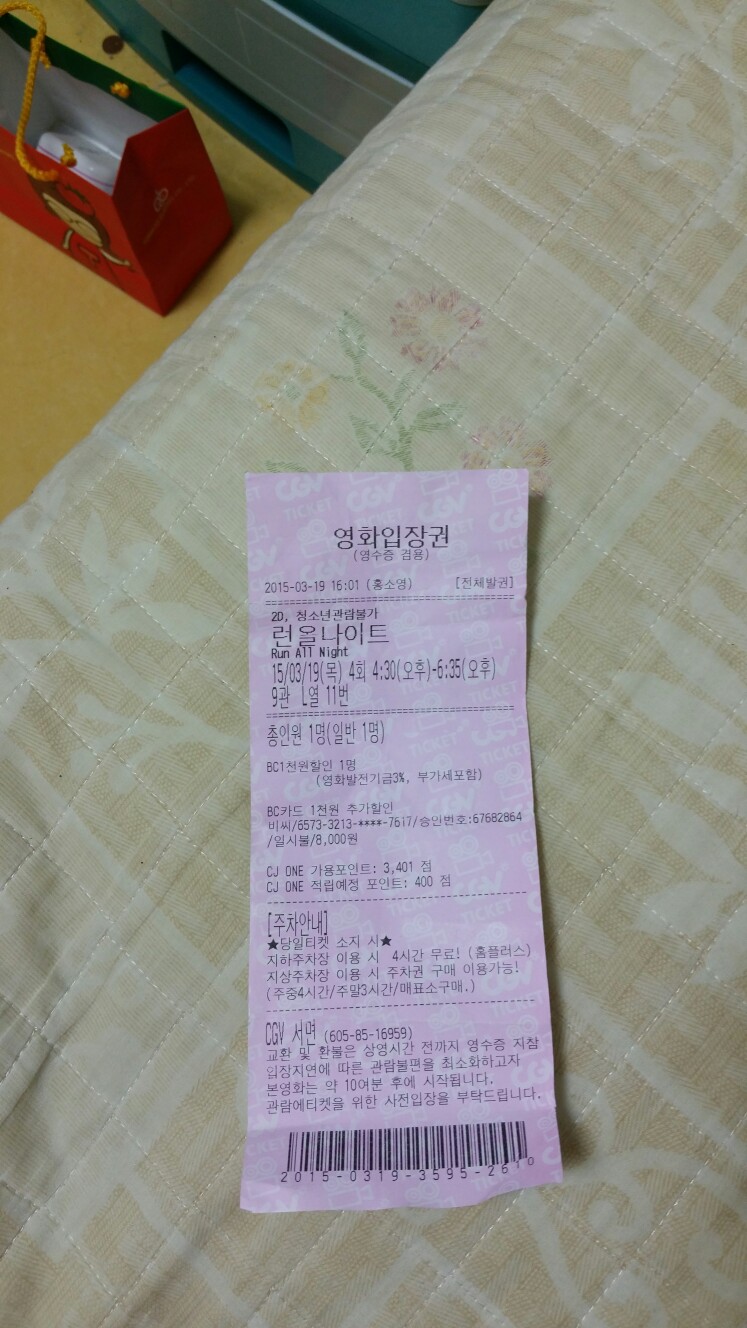 영화입장권
(영수증 겸용)
2015-03-19 16:01 (홍소영) [전체발권]
2D, 청소년관람불가
런올나이트
Run All Night
15/03/19(목) 4회 4:30(오후)-6:35(오후)
9관 L열 11번
총인원 1명(일반 1명)
BC1천원할인 1명
(영화발전기금3%, 부가세포함)
BC카드 1천원 추가할인
비씨/6573-3213-****-7617/승인번호:67682864
/일시불/8,000원
CJ ONE 가용포인트: 3,401 점
CJ ONE 적립예정 포인트: 400 점
[주차안내]
★당일티켓 소지 시★
지하주차장 이용 시 4시간 무료! (홈플러스)
지상주차장 이용 시 주차권 구매 이용가능!
(주중4시간/주말3시간/매표소구매.)
CGV 서면 (605-85-16959)
교환 및 환불은 상영시간 전까지 영수증 지참
입장지연에 따른 관람불편을 최소화하고자
본영화는 약 10여분 후에 시작됩니다.
관람에티켓을 위한 사전입장을 부탁드립니다.
2015-0319-3595-2610